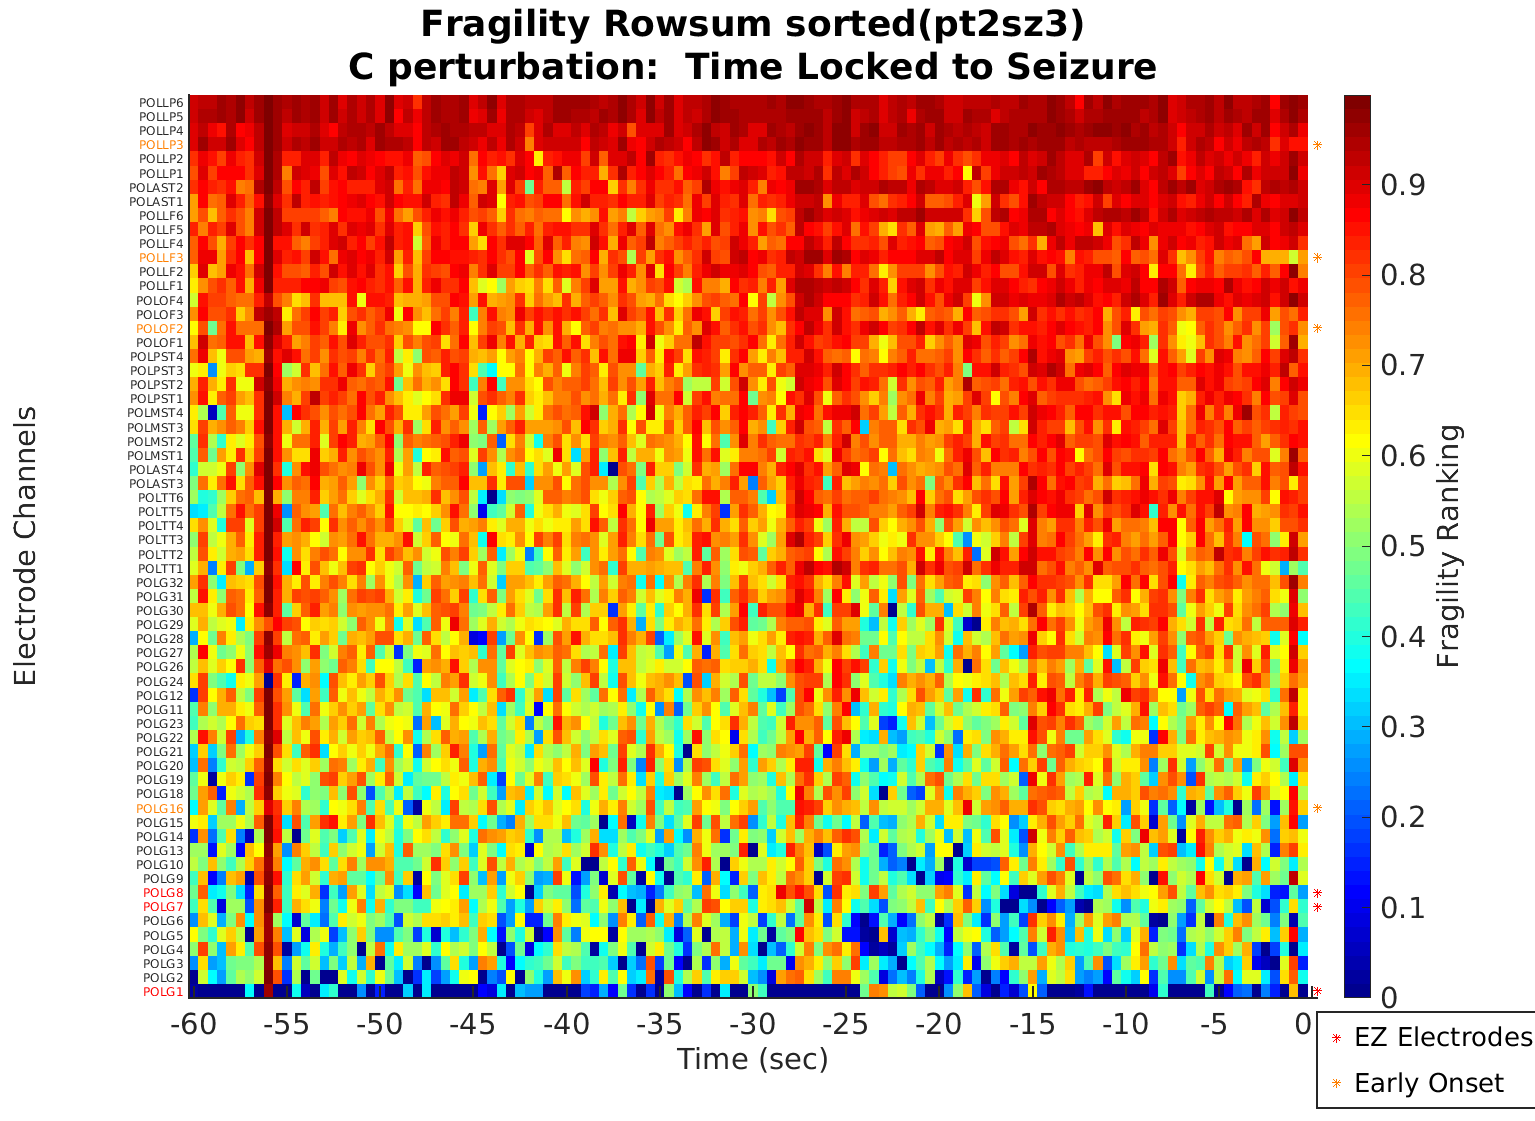 Fragility Rowsum sorted(pt2sz3)
C perturbation:  Time Locked to Seizure
Electrode Channels
POLLP6
POLLP5
POLLP4
POLLP3
POLLP2
POLLP1
POLAST2
POLAST1
POLLF6
POLLF5
POLLF4
POLLF3
POLLF2
POLLF1
POLOF4
POLOF3
POLOF2
POLOF1
POLPST4
POLPST3
POLPST2
POLPST1
POLMST4
POLMST3
POLMST2
POLMST1
POLAST4
POLAST3
POLTT6
POLTT5
POLTT4
POLTT3
POLTT2
POLTT1
POLG32
POLG31
POLG30
POLG29
POLG28
POLG27
POLG26
POLG24
POLG12
POLG11
POLG23
POLG22
POLG21
POLG20
POLG19
POLG18
POLG16
POLG15
POLG14
POLG13
POLG10
POLG9
POLG8
POLG7
POLG6
POLG5
POLG4
POLG3
POLG2
POLG1
-60 -55 -50 -45 -40 -35 -30 -25 -20 -15 -10 -5 0
Time (sec)
0.9
0.8
0.7
0.6
0.5
0.4
0.3
0.2
0.1
0
Fragility Ranking
EZ Electrodes
Early Onset